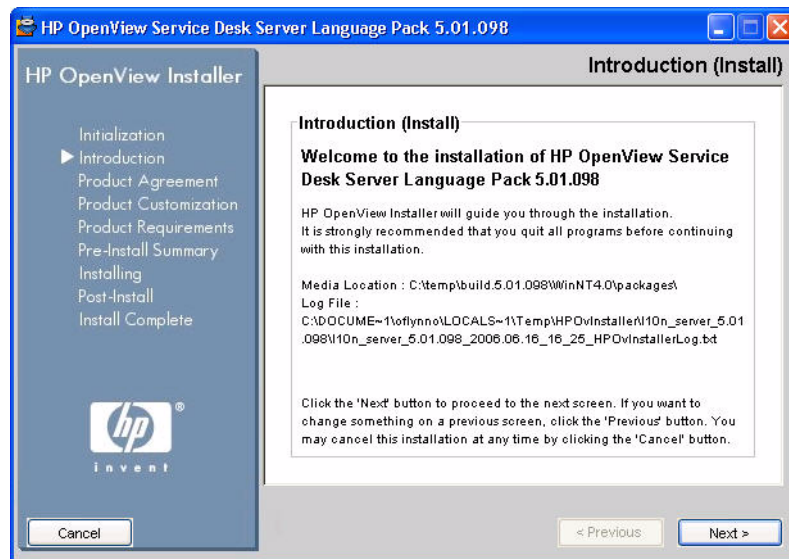 HP OpenView Service Desk Server Language Pack 5.01.098
HP OpenView Installer
Introduction (Install)
Initialization
Introduction
Product Agreement
Product Customization
Product Requirements
Pre-Install Summary
Installing
Post-Install
Install Complete
hp®
invent
Introduction (Install)
Welcome to the installation of HP OpenView Service
Desk Server Language Pack 5.01.098
HP OpenView Installer will guide you through the installation.
It is strongly recommended that you quit all programs before continuing
with this installation.
Media Location : C:\temp\build.5.01.098\WinNT4.0\packages\
Log File :
C:\DOCUME~1\oflynno\LOCALS~1\Temp\HPOvInstaller\l10n_server_5.01
.098\l10n_server_5.01.098_2006.06.16_16_25_HPOvInstallerLog.txt
Click the 'Next' button to proceed to the next screen. If you want to
change something on a previous screen, click the 'Previous' button. You
may cancel this installation at any time by clicking the 'Cancel' button.
Cancel
< Previous
Next >